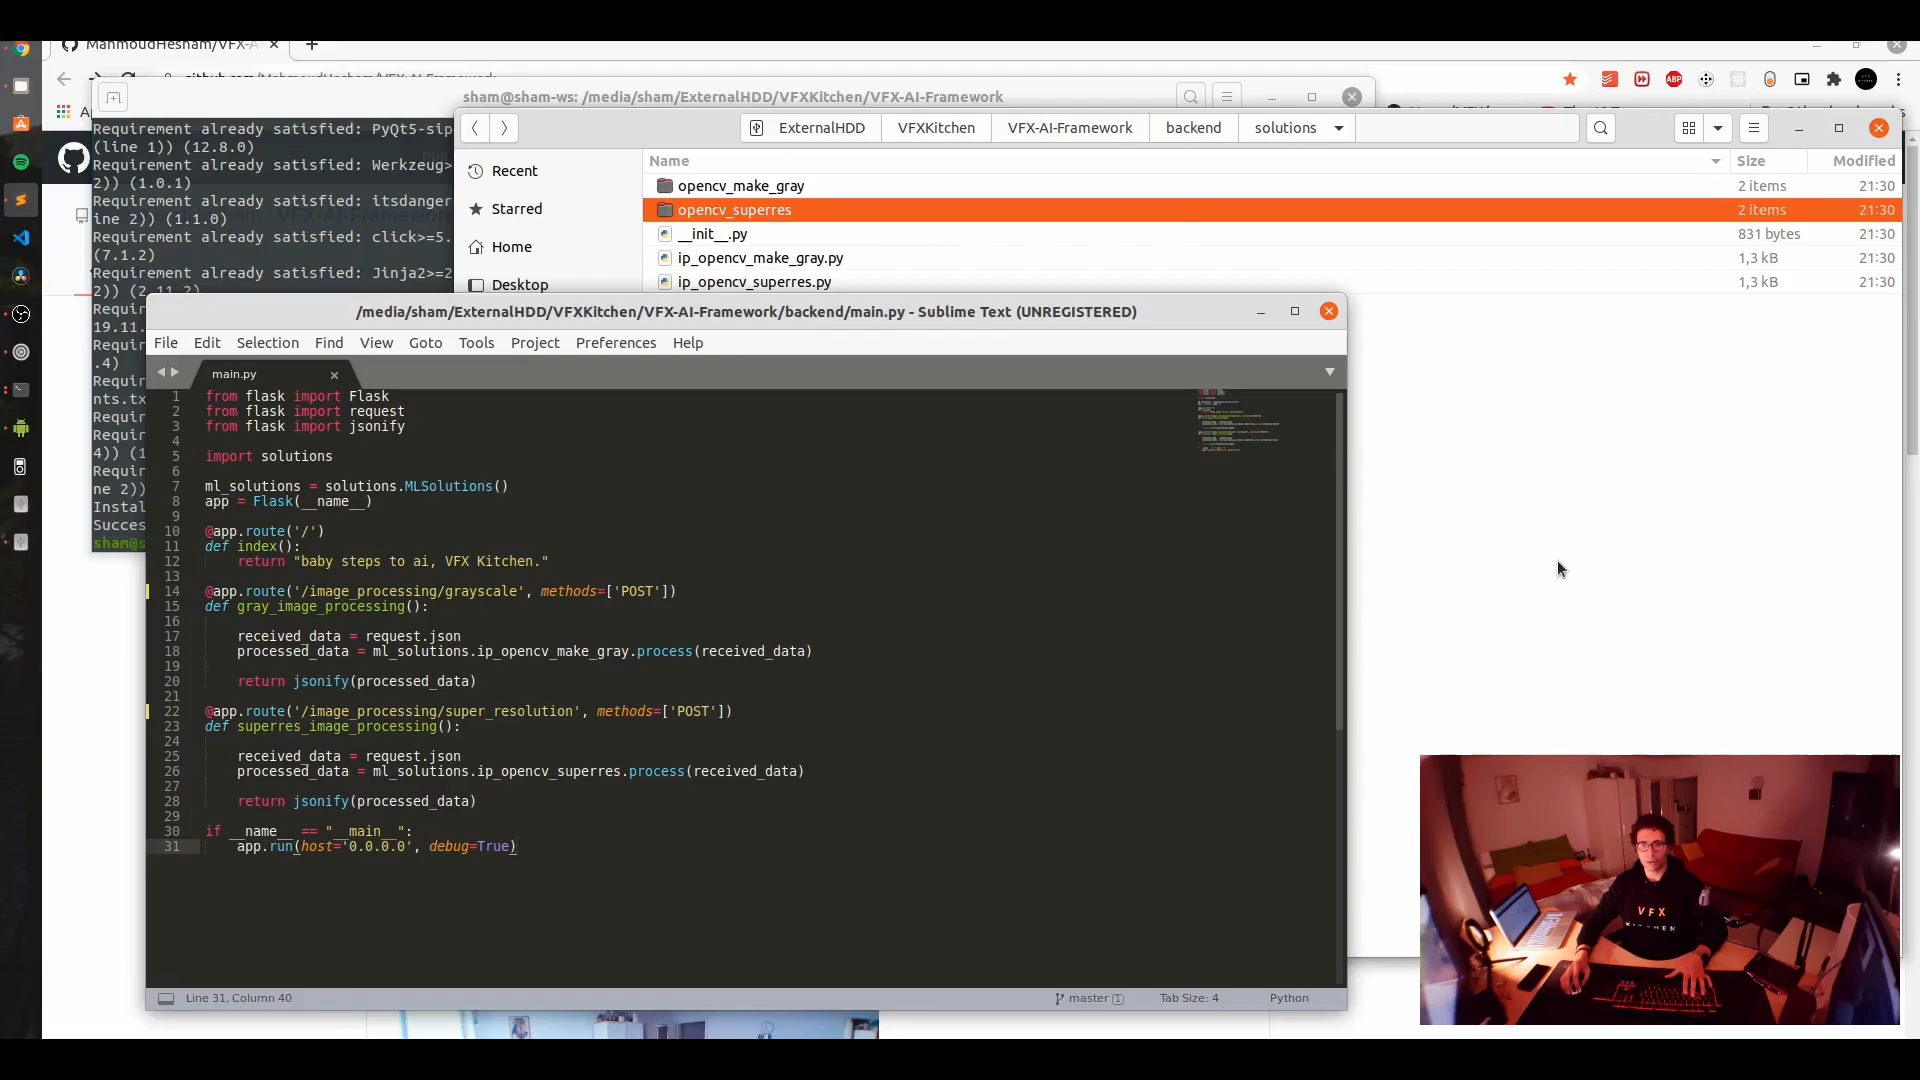 MahmoudHesham/VFX-A
sham@sham-ws: /media/sham/ExternalHDD/VFXKitchen/VFX-AI-Framework
Requirement already satisfied: PyQt5-sip
(line 1)) (12.8.0)
Requirement already satisfied: Werkzeug>
2)) (1.0.1)
Requirement already satisfied: itsdanger
ine 2)) (1.1.0)
Requirement already satisfied: click>=5.
(7.1.2)
Requirement already satisfied: Jinja2>=2
2)) (2.11.2)
Requi
19.11.
Requir
.4)
Requir
nts.tx
Requir
Requir
4)) (1
Requir
ne 2))
Instal
Succes
sham@s
ExternalHDD
VFXKitchen
VFX-AI-Framework
backend
solutions
Recent
Starred
Home
Desktop
Name Size Modified
opencv_make_gray 2 items 21:30
opencv_superres 2 items 21:30
__init__.py 831 bytes 21:30
ip_opencv_make_gray.py 1,3 kB 21:30
ip_opencv_superres.py 1,3 kB 21:30
ABP
/media/sham/ExternalHDD/VFXKitchen/VFX-AI-Framework/backend/main.py - Sublime Text (UNREGISTERED)
File Edit Selection Find View Goto Tools Project Preferences Help
main.py
1 from flask import Flask
2 from flask import request
3 from flask import jsonify
4
5 import solutions
6
7 ml_solutions = solutions.MLSolutions()
8 app = Flask(__name__)
9
10 @app.route('/')
11 def index():
12 return "baby steps to ai, VFX Kitchen."
13
14 @app.route('/image_processing/grayscale', methods=['POST'])
15 def gray_image_processing():
16
17 received_data = request.json
18 processed_data = ml_solutions.ip_opencv_make_gray.process(received_data)
19
20 return jsonify(processed_data)
21
22 @app.route('/image_processing/super_resolution', methods=['POST'])
23 def superres_image_processing():
24
25 received_data = request.json
26 processed_data = ml_solutions.ip_opencv_superres.process(received_data)
27
28 return jsonify(processed_data)
29
30 if __name__ == "__main__":
31 app.run(host='0.0.0.0', debug=True)
Line 31, Column 40
master 1
Tab Size: 4
Python
VFX
KITCHEN